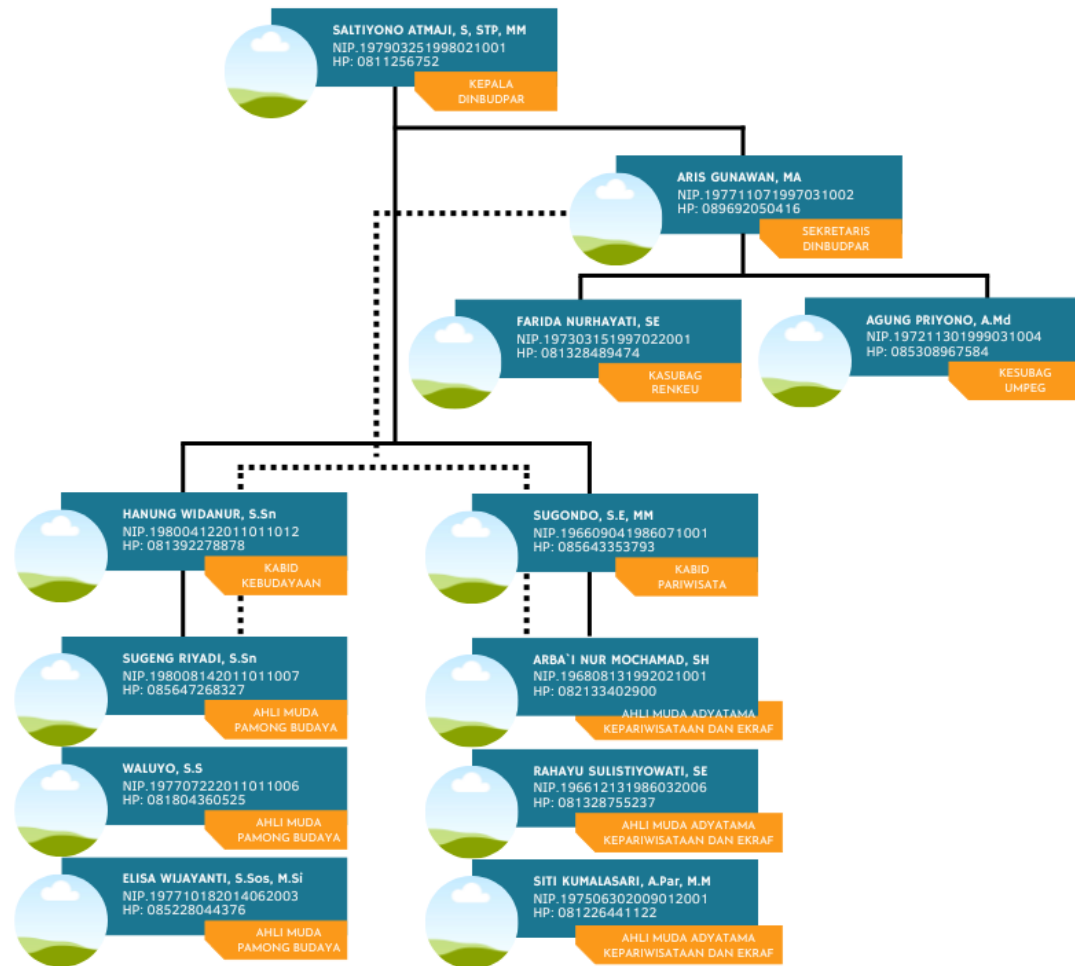 SALTIYONO ATMAJI, S, STP, MM
NIP.197903251998021001
HP: 0811256752
KEPALA
DINBUDPAR
ARIS GUNAWAN, MA
NIP.197711071997031002
HP: 089692050416
SEKRETARIS
DINBUDPAR
FARIDA NURHAYATI, SE
NIP.197303151997022001
HP: 081328489474
KASUBAG
RENKEU
AGUNG PRIYONO, A.Md
NIP.197211301999031004
HP: 085308967584
KESUBAG
UMPEG
HANUNG WIDANUR, S.Sn
NIP.198004122011011012
HP: 081392278878
KABID
KEBUDAYAAN
SUGONDO, S.E, MM
NIP.196609041986071001
HP: 085643353793
KABID
PARIWISATA
SUGENG RIYADI, S.Sn
NIP.198008142011011007
HP: 085647268327
AHLI MUDA
PAMONG BUDAYA
WALUYO, S.S
NIP.197707222011011006
HP: 081804360525
AHLI MUDA
PAMONG BUDAYA
ELISA WIJAYANTI, S.Sos, M.Si
NIP.197710182014062003
HP: 085228044376
AHLI MUDA
PAMONG BUDAYA
ARBA`I NUR MOCHAMAD, SH
NIP.196808131992021001
HP: 082133402900
AHLI MUDA ADYATAMA
KEPARIWISATAAN DAN EKRAF
RAHAYU SULISTIYOWATI, SE
NIP.196612131986032006
HP: 081328755237
AHLI MUDA ADYATAMA
KEPARIWISATAAN DAN EKRAF
SITI KUMALASARI, A.Par, M.M
NIP.197506302009012001
HP: 081226441122
AHLI MUDA ADYATAMA
KEPARIWISATAAN DAN EKRAF